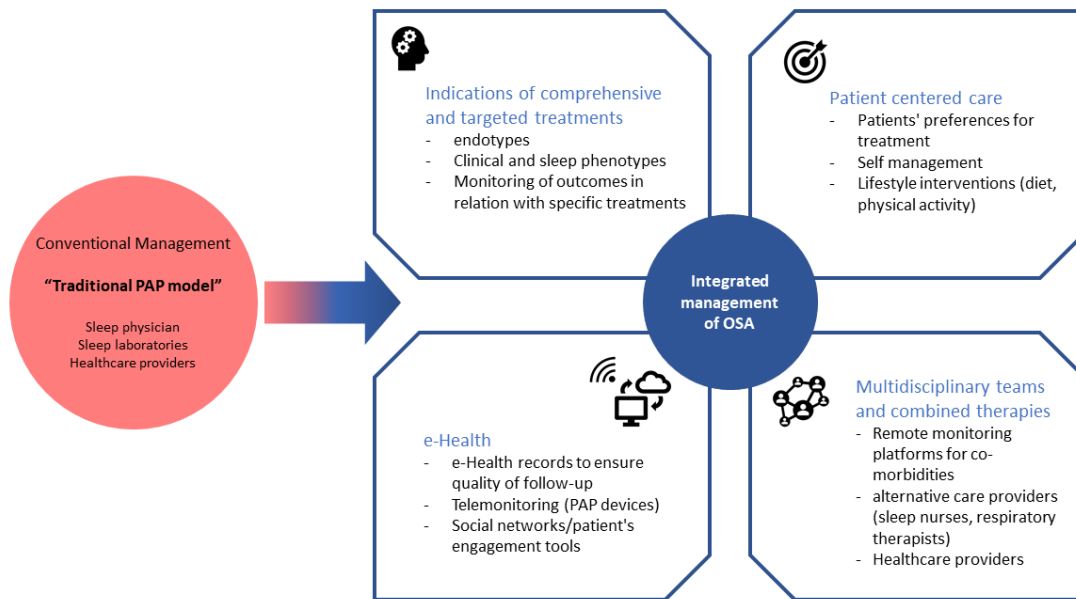 Conventional Management
“Traditional PAP model”
Sleep physician
Sleep laboratories
Healthcare providers
Indications of comprehensive
and targeted treatments
- endotypes
- Clinical and sleep phenotypes
- Monitoring of outcomes in
relation with specific treatments
Patient centered care
- Patients' preferences for
treatment
- Self management
- Lifestyle interventions (diet,
physical activity)
Integrated
management
of OSA
e-Health
- e-Health records to ensure
quality of follow-up
- Telemonitoring (PAP devices)
- Social networks/patient's
engagement tools
Multidisciplinary teams
and combined therapies
- Remote monitoring
platforms for co-
morbidities
- alternative care providers
(sleep nurses, respiratory
therapists)
- Healthcare providers